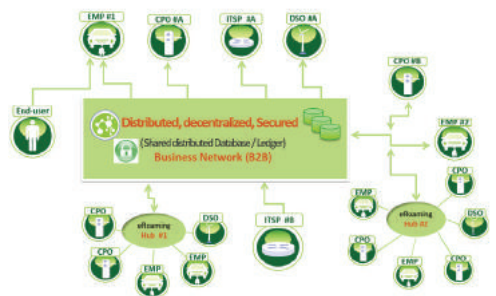 EMP #1
CPO #A
ITSP #A
DSO #A
CPO #B
End-user
Distributed, decentralized, Secured
(Shared distributed Database / Ledger)
Business Network (B2B)
EMP #2
CPO
eRoaming
Hub #1
DSO
CPO
EMP
EMP
ITSP #B
EMP
CPO
eRoaming
Hub #2
DSO
CPO
EMP
CPO